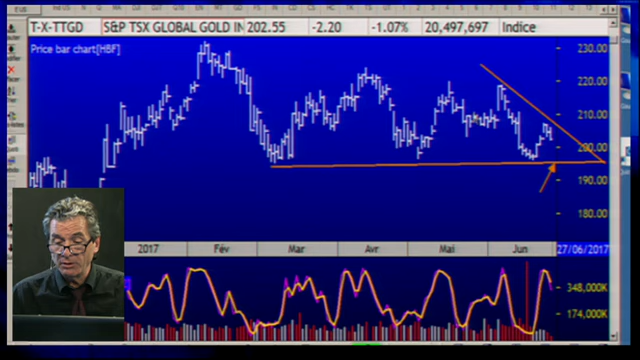 T-X-TTGD S&P TSX GLOBAL GOLD IN 202.55 -2.20 -1.07% 20,497,697 Indice
Price bar chart[HBF]
230.00
220.00
210.00
200.00
190.00
180.00
2017 Fév Mar Avr Mai Jun 27/06/2017
348,000K
174,000K